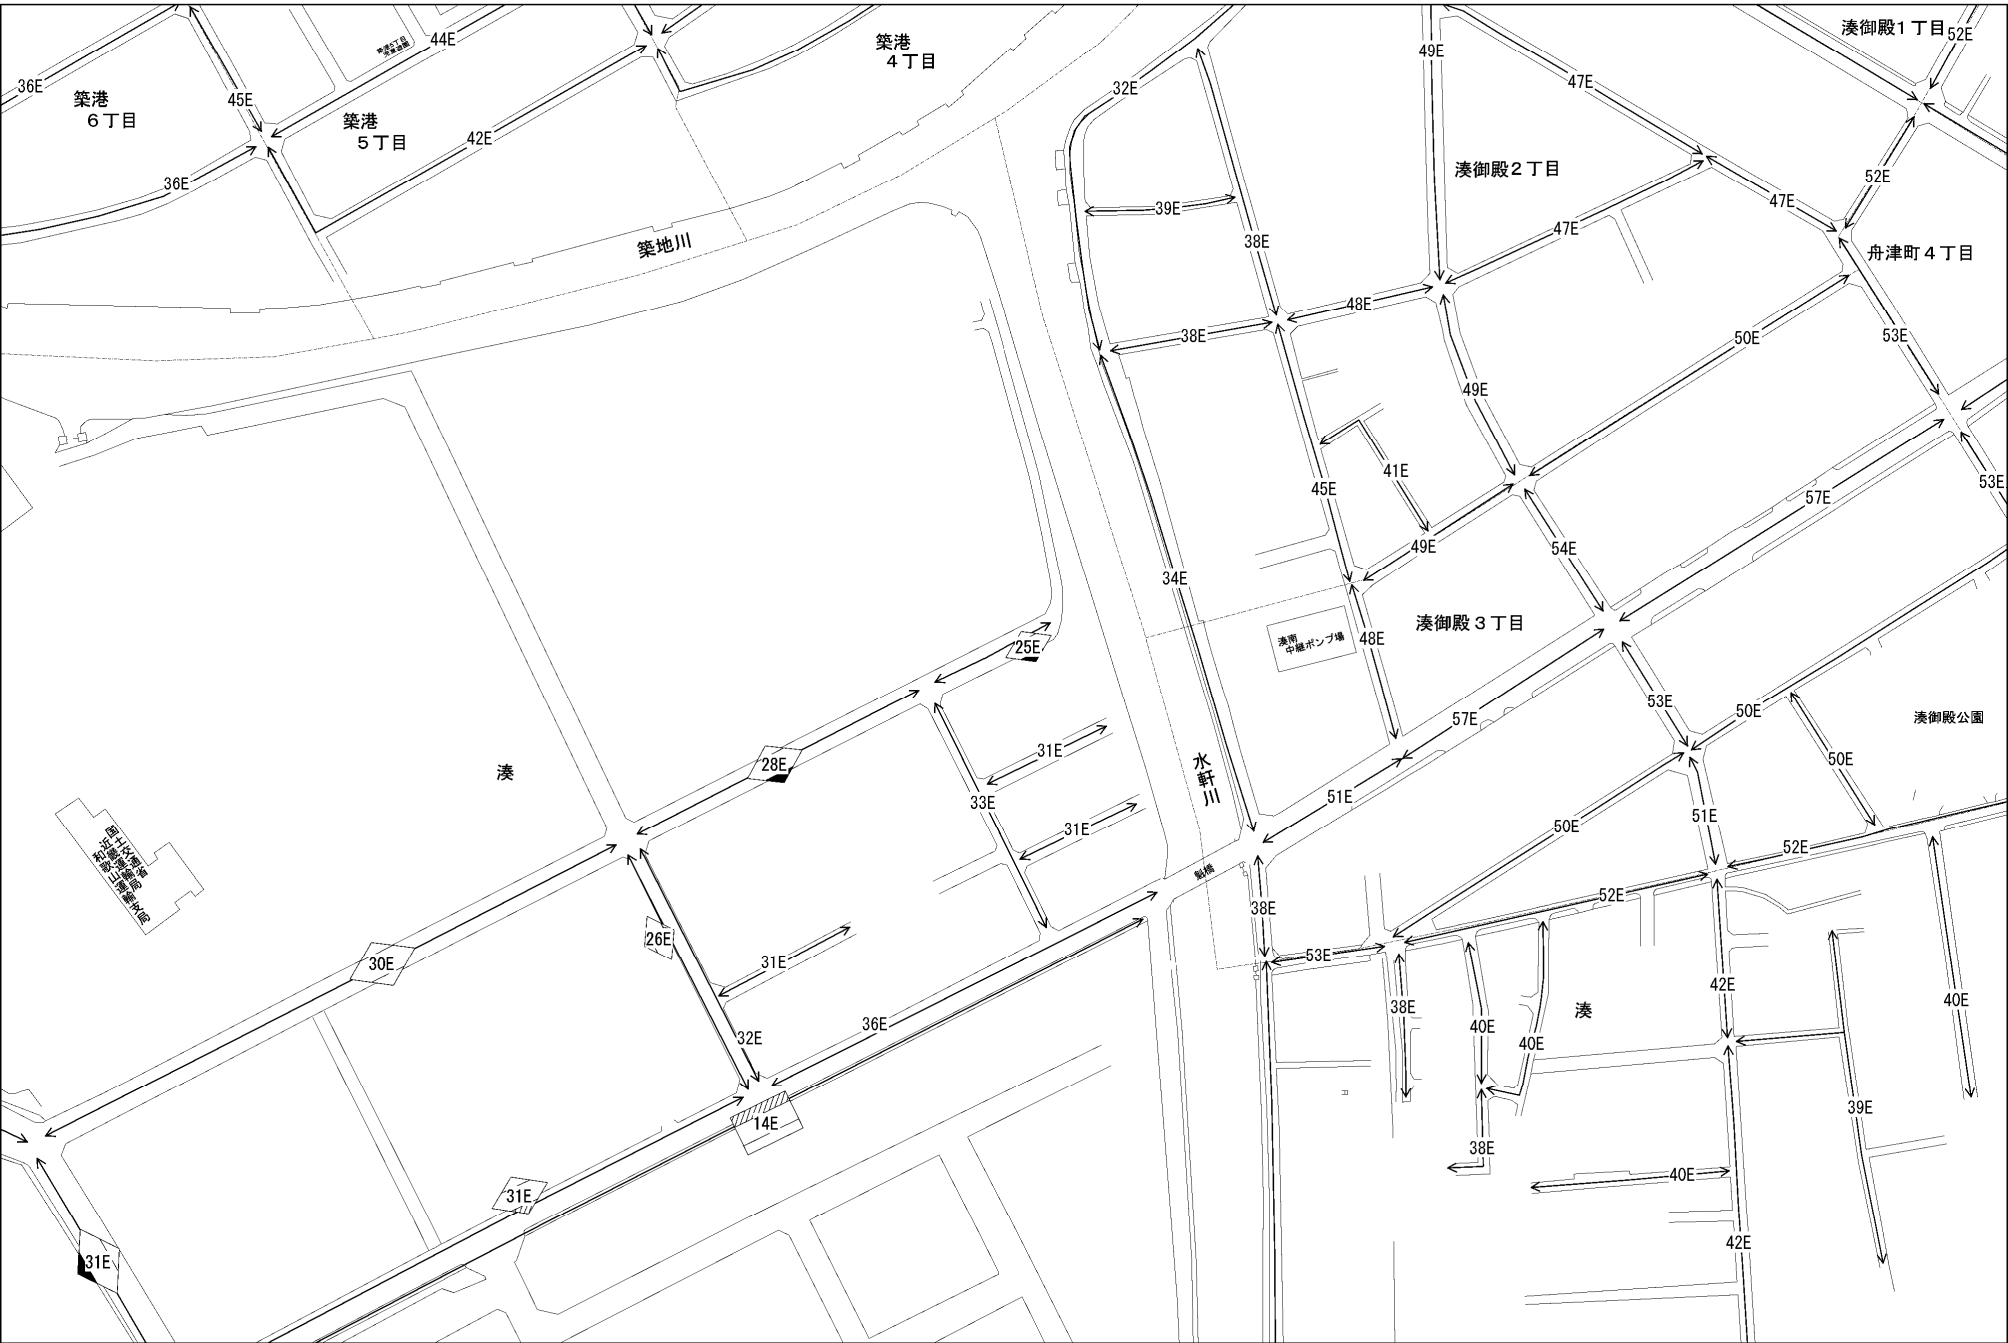 湊御殿1丁目
52E
44E
築港
4丁目
49E
47E
36E
築港
6丁目
45E
築港
5丁目
42E
32E
湊御殿2丁目
52E
36E
39E
47E
築地川
38E
47E
舟津町4丁目
48E
38E
50E
53E
49E
41E
45E
57E
53E
49E
54E
34E
湊御殿3丁目
湊南
中継ポンプ場
48E
25E
53E
50E
57E
湊御殿公園
31E
28E
湊
水軒川
50E
33E
51E
31E
50E
51E
52E
国土交通省
近畿運輸局
和歌山運輸支局
魁橋
52E
38E
26E
30E
31E
53E
42E
40E
38E
湊
36E
40E
32E
40E
14E
39E
38E
31E
40E
42E
31E